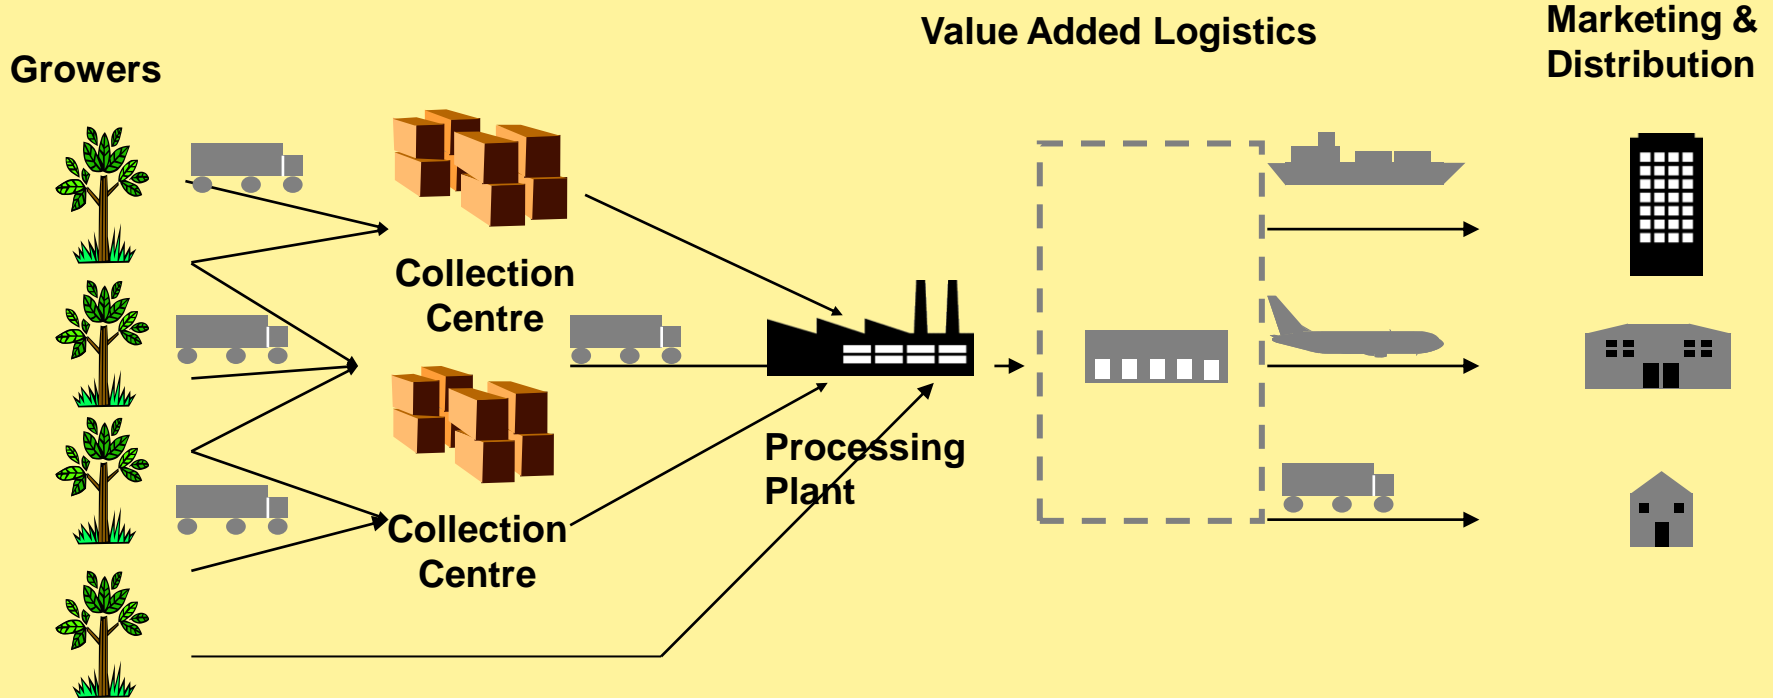 Growers
Value Added Logistics
Marketing &
Distribution
Collection
Centre
Processing
Plant
Collection
Centre